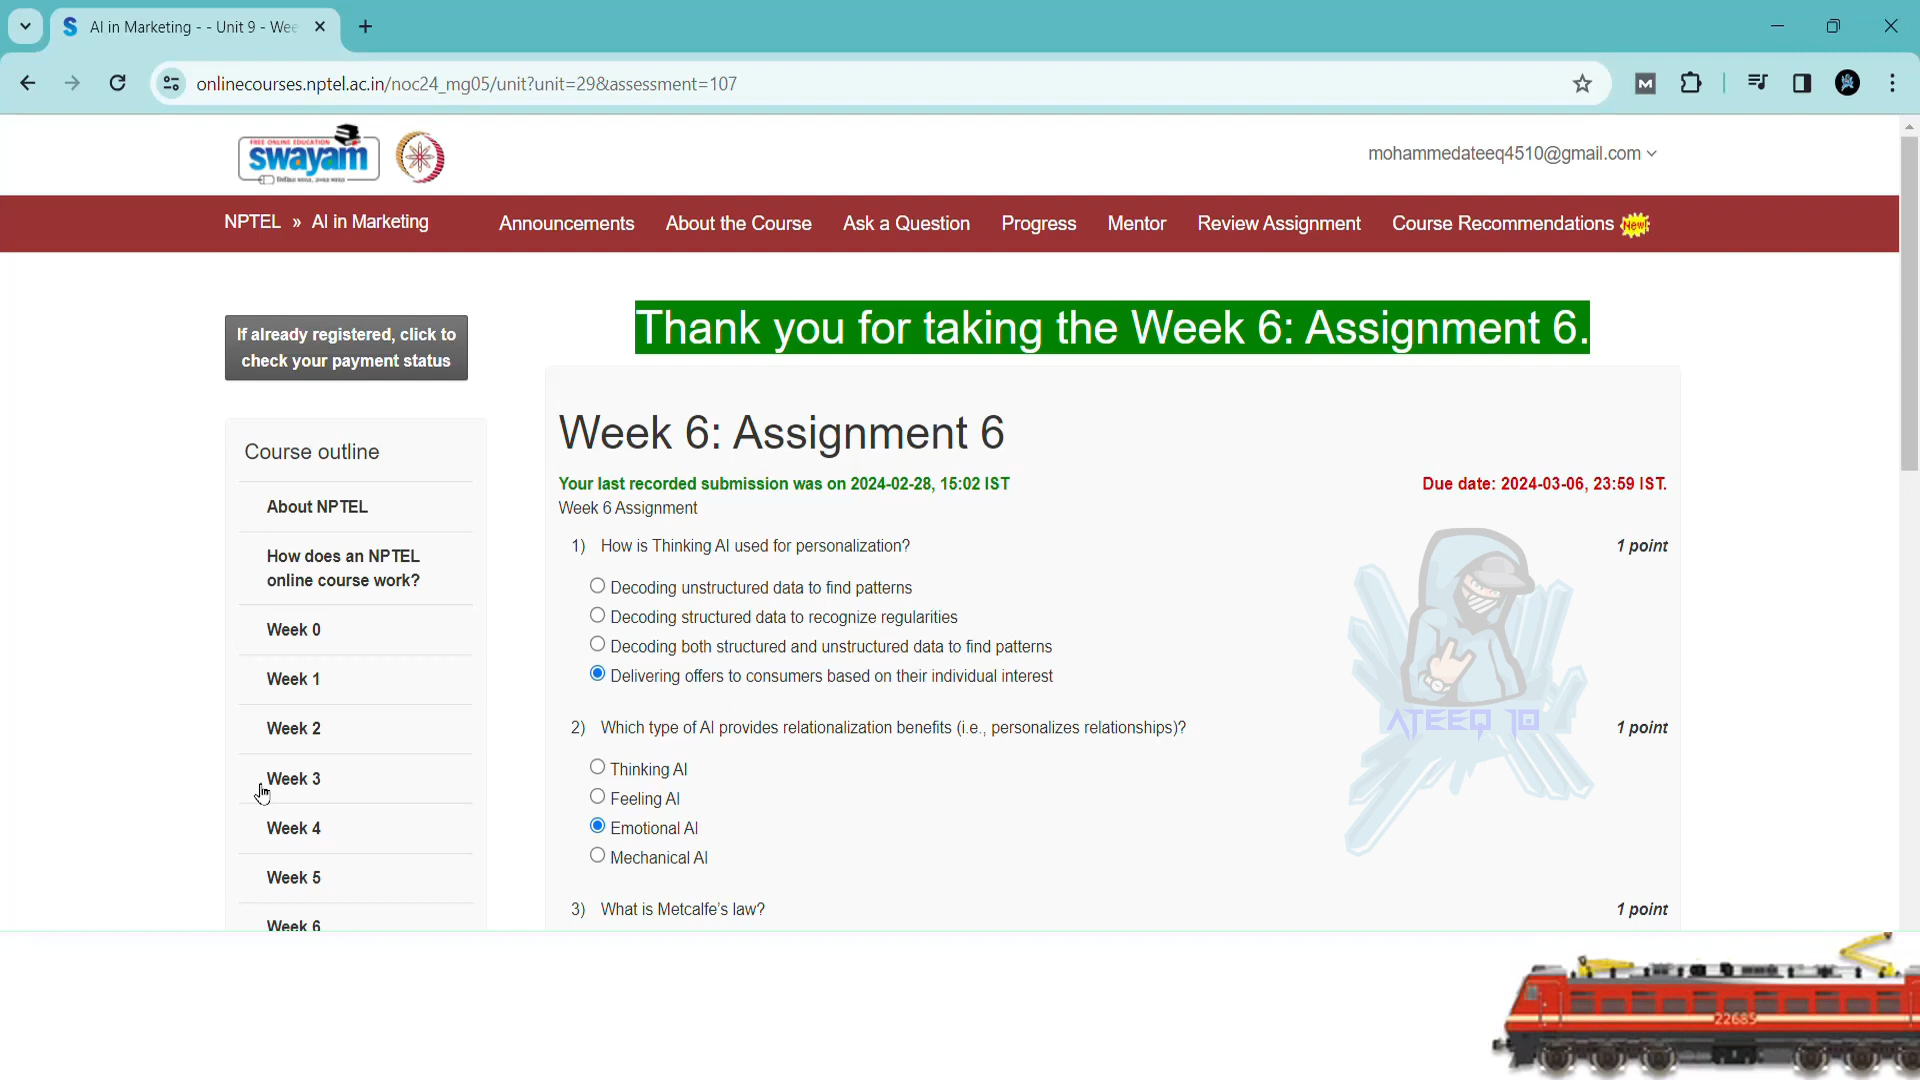 AI in Marketing - - Unit 9 - Wee
onlinecourses.nptel.ac.in/noc24_mg05/unit?unit=29&assessment=107
FREE ONLINE EDUCATION
swayam
mohammedateeq4510@gmail.com
NPTEL » AI in Marketing
Announcements
About the Course
Ask a Question
Progress
Mentor
Review Assignment
Course Recommendations
New!
If already registered, click to
check your payment status
Thank you for taking the Week 6: Assignment 6.
Course outline
About NPTEL
How does an NPTEL
online course work?
Week 0
Week 1
Week 2
Week 3
Week 4
Week 5
Week 6
Week 6: Assignment 6
Your last recorded submission was on 2024-02-28, 15:02 IST
Due date: 2024-03-06, 23:59 IST.
Week 6 Assignment
1) How is Thinking AI used for personalization?
1 point
Decoding unstructured data to find patterns
Decoding structured data to recognize regularities
Decoding both structured and unstructured data to find patterns
Delivering offers to consumers based on their individual interest
2) Which type of AI provides relationalization benefits (i.e., personalizes relationships)?
1 point
Thinking AI
Feeling AI
Emotional AI
Mechanical AI
3) What is Metcalfe's law?
1 point
ATEEQ 10
22685